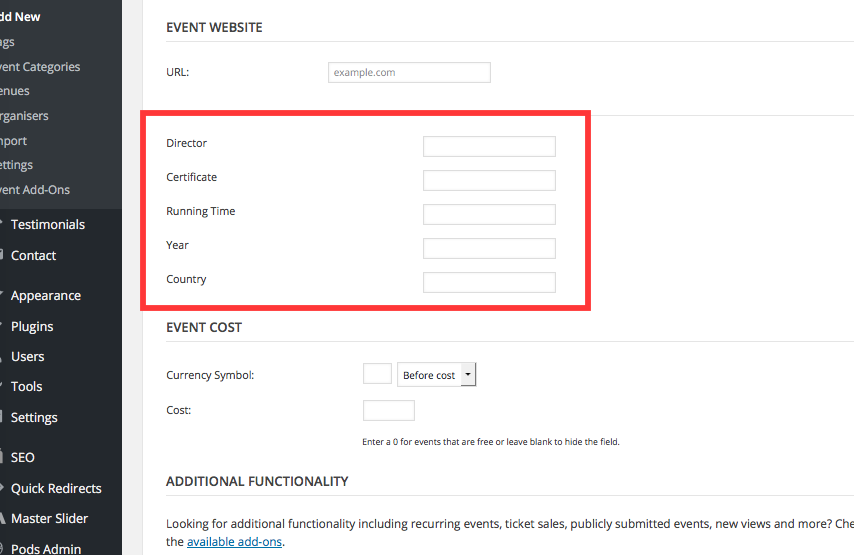 dd New
ags
vent Categories
enues
rganisers
mport
ettings
vent Add-Ons
Testimonials
Contact
Appearance
Plugins
Users
Tools
Settings
SEO
Quick Redirects
Master Slider
Pods Admin
EVENT WEBSITE
URL: example.com
Director
Certificate
Running Time
Year
Country
EVENT COST
Currency Symbol: Before cost
Cost:
Enter a 0 for events that are free or leave blank to hide the field.
ADDITIONAL FUNCTIONALITY
Looking for additional functionality including recurring events, ticket sales, publicly submitted events, new views and more? Che
the available add-ons.